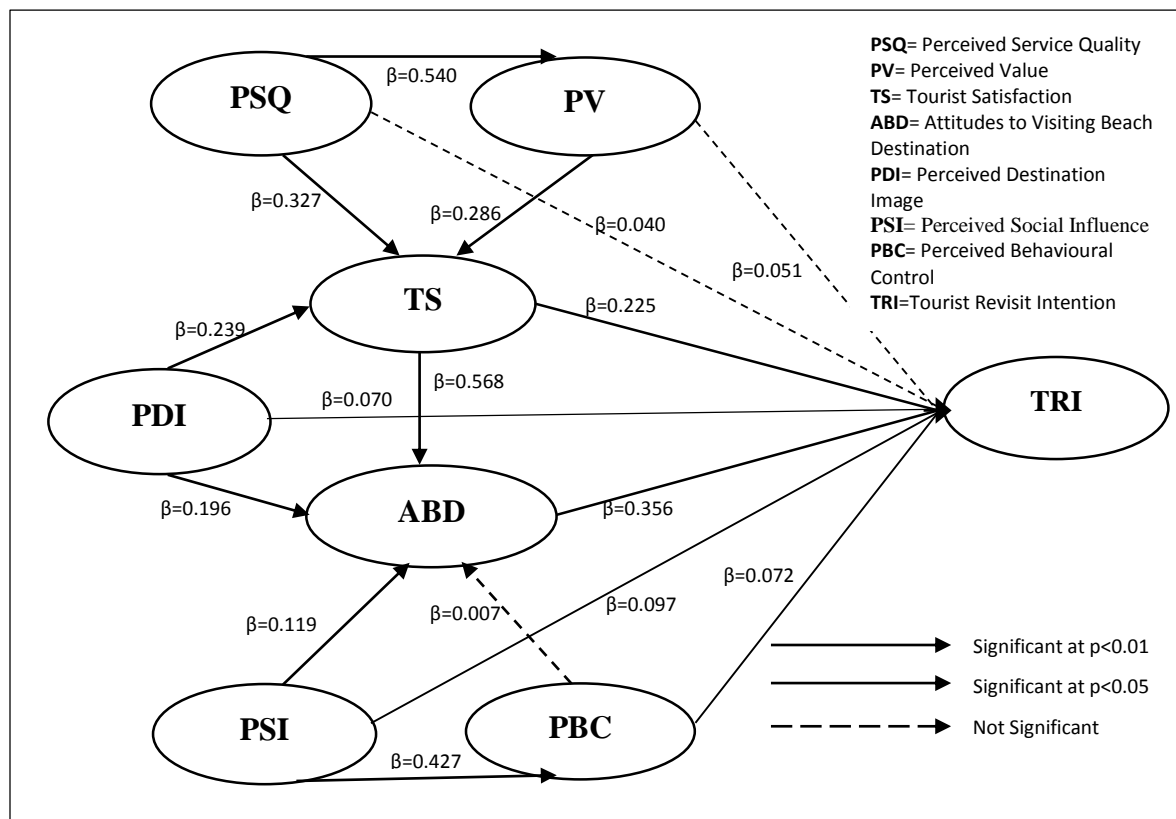 PSQ= Perceived Service Quality
PV= Perceived Value
TS= Tourist Satisfaction
ABD= Attitudes to Visiting Beach
Destination
PDI= Perceived Destination
Image
PSI= Perceived Social Influence
PBC= Perceived Behavioural
Control
TRI=Tourist Revisit Intention
β=0.540
PSQ
PV
β=0.327
β=0.286
β=0.040
β=0.051
TS
β=0.225
β=0.239
β=0.568
β=0.070
PDI
TRI
β=0.196
ABD
β=0.356
β=0.072
β=0.119
β=0.007
β=0.097
Significant at p<0.01
Significant at p<0.05
Not Significant
PSI
PBC
β=0.427